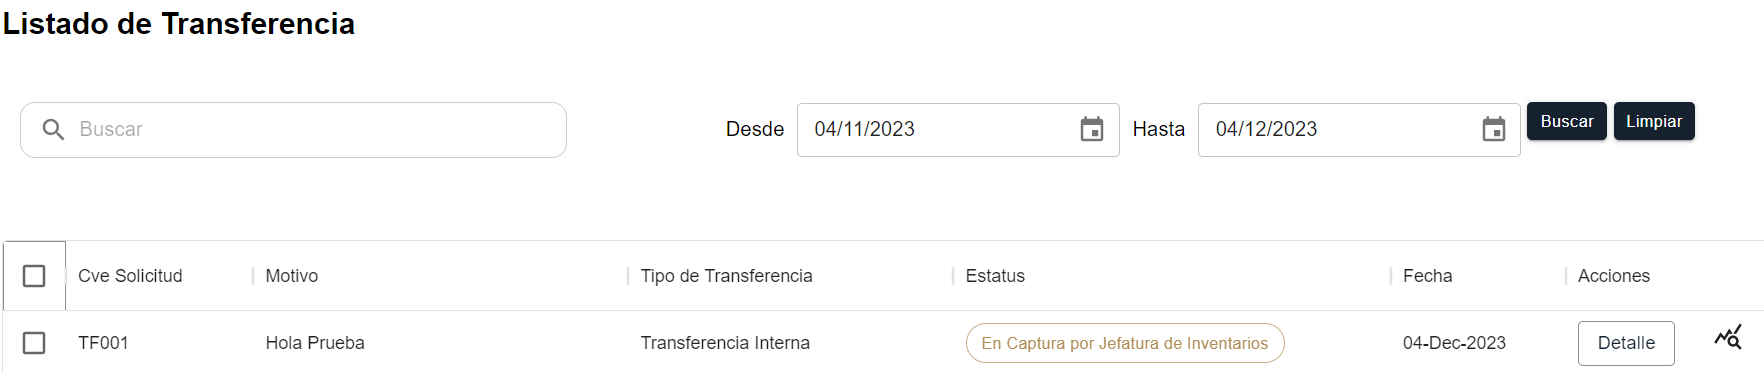 Listado de Transferencia
Buscar Desde 04/11/2023 Hasta 04/12/2023 Buscar Limpiar
Cve Solicitud Motivo Tipo de Transferencia Estatus Fecha Acciones
TF001 Hola Prueba Transferencia Interna En Captura por Jefatura de Inventarios 04-Dec-2023 Detalle